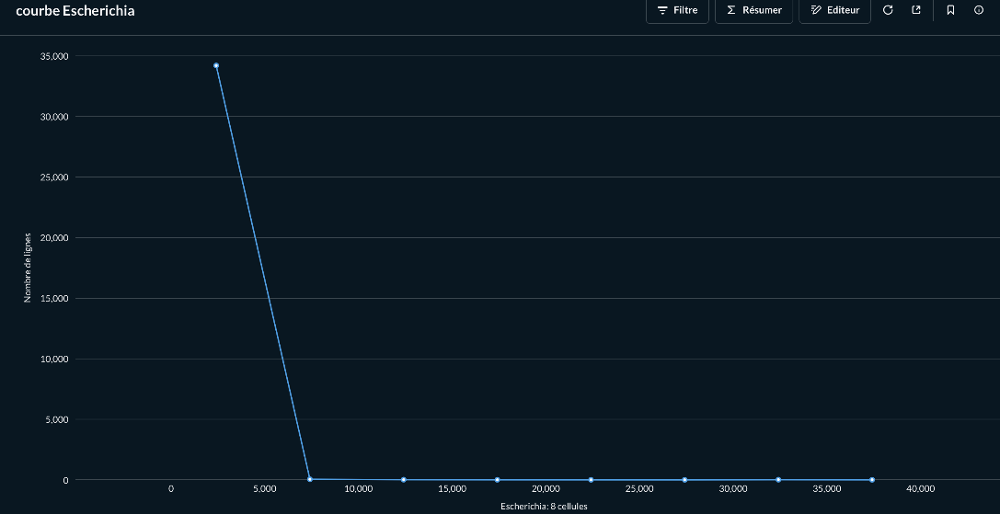 courbe Escherichia
Filtre
Résumer
Editeur
35,000
30,000
25,000
20,000
15,000
10,000
5,000
0
Nombre de lignes
0 5,000 10,000 15,000 20,000 25,000 30,000 35,000 40,000
Escherichia: 8 cellules